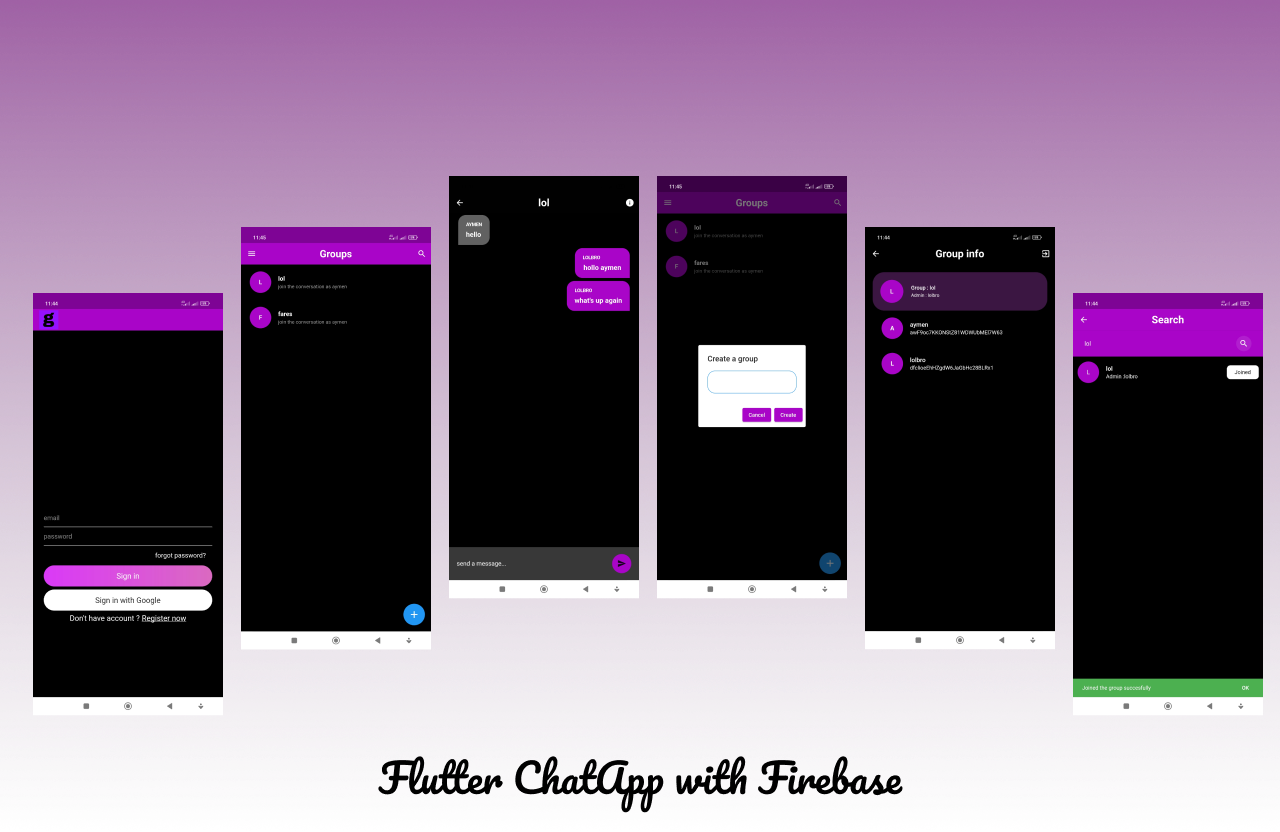 11:44
g
email
password
forgot password?
Sign in
Sign in with Google
Don't have account ? Register now
11:45
Groups
L
lol
join the conversation as aymen
F
fares
join the conversation as aymen
+
lol
AYMEN
hello
LOLBRO
hollo aymen
LOLBRO
what's up again
send a message...
11:45
Groups
L
lol
join the conversation as aymen
F
fares
join the conversation as aymen
Create a group
Cancel Create
+
11:44
Group info
L
Group : lol
Admin : lolbro
A
aymen
L
lolbro
11:44
Search
lol
L
lol
Admin :lolbro
Joined
Joined the group succesfully OK
Flutter ChatApp with Firebase